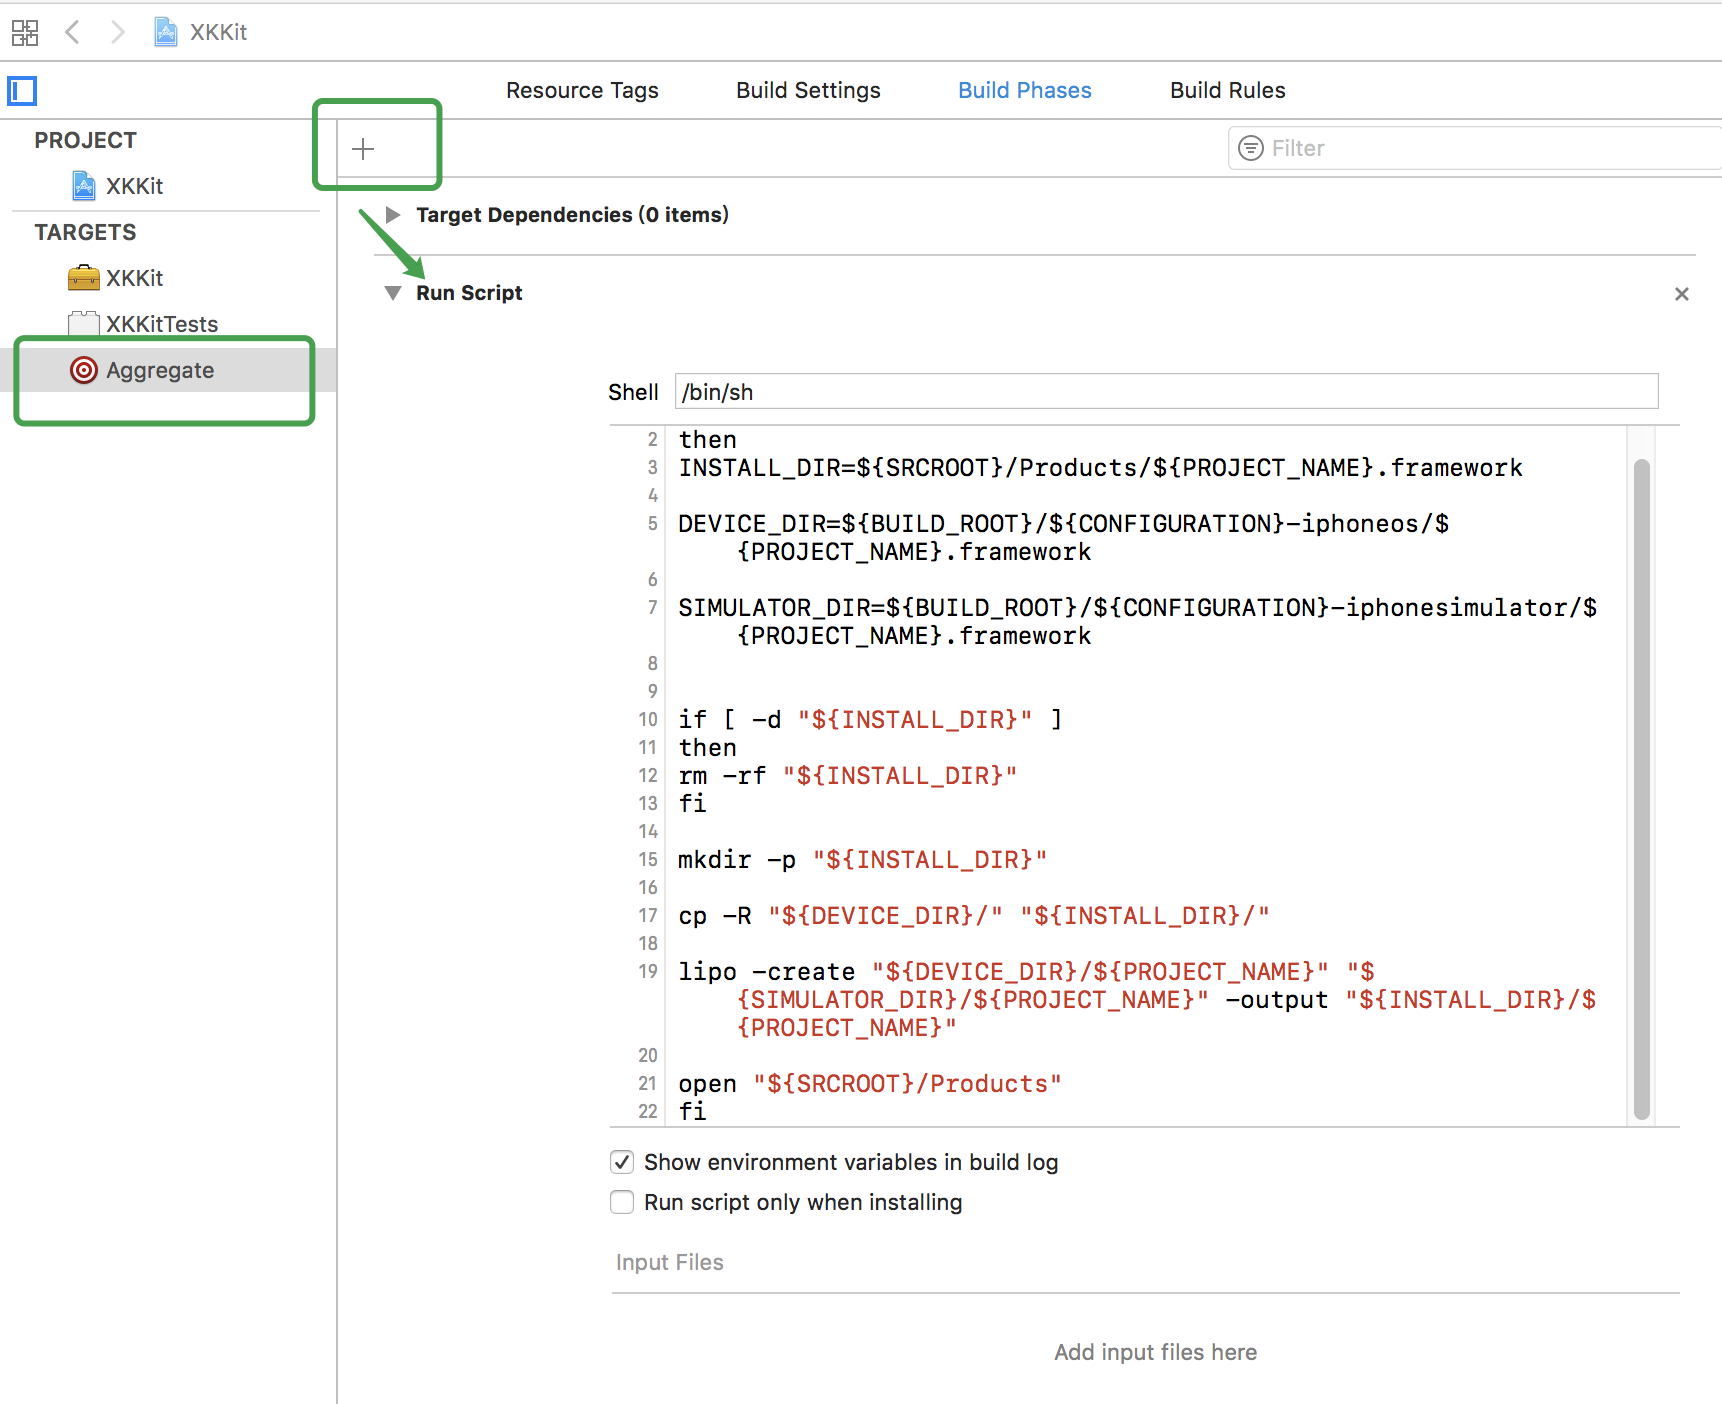 XKKit
Resource Tags
Build Settings
Build Phases
Build Rules
PROJECT
XKKit
TARGETS
XKKit
XKKitTests
Aggregate
Filter
Target Dependencies (0 items)
Run Script
Shell /bin/sh
2 then
3 INSTALL_DIR=${SRCROOT}/Products/${PROJECT_NAME}.framework
4
5 DEVICE_DIR=${BUILD_ROOT}/${CONFIGURATION}-iphoneos/$
{PROJECT_NAME}.framework
6
7 SIMULATOR_DIR=${BUILD_ROOT}/${CONFIGURATION}-iphonesimulator/$
{PROJECT_NAME}.framework
8
9
10 if [ -d "${INSTALL_DIR}" ]
11 then
12 rm -rf "${INSTALL_DIR}"
13 fi
14
15 mkdir -p "${INSTALL_DIR}"
16
17 cp -R "${DEVICE_DIR}/" "${INSTALL_DIR}/"
18
19 lipo -create "${DEVICE_DIR}/${PROJECT_NAME}" "$
{SIMULATOR_DIR}/${PROJECT_NAME}" -output "${INSTALL_DIR}/$
{PROJECT_NAME}"
20
21 open "${SRCROOT}/Products"
22 fi
Show environment variables in build log
Run script only when installing
Input Files
Add input files here